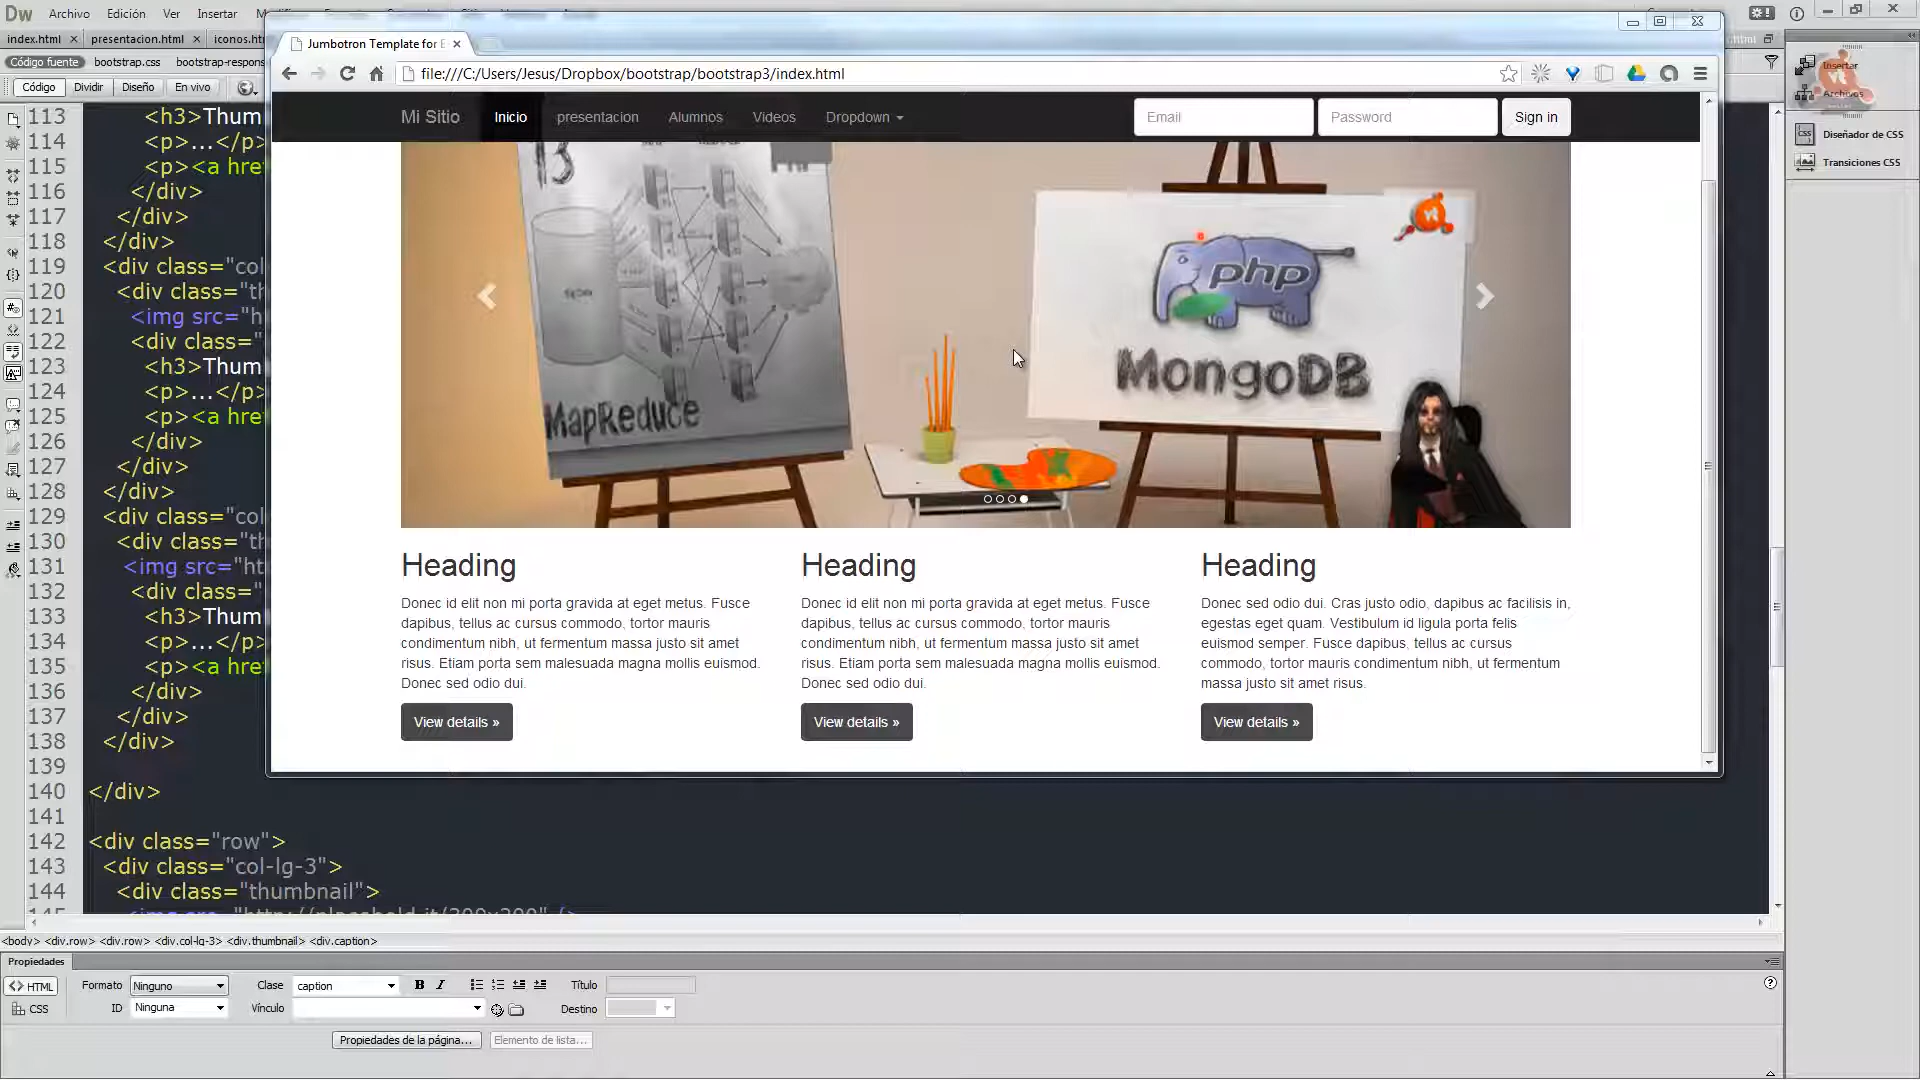 Dw Archivo Edición Ver Insertar
index.html × presentacion.html × iconos.htm
Código fuente bootstrap.css bootstrap-respons
Código Dividir Diseño En vivo
Jumbotron Template for B ×
file:///C:/Users/Jesus/Dropbox/bootstrap/bootstrap3/index.html
Mi Sitio Inicio presentacion Alumnos Videos Dropdown Email Password Sign in
Insertar
Archivos
Diseñador de CSS
Transiciones CSS
13
vt
php
MongoDB
MapReduce
Heading
Donec id elit non mi porta gravida at eget metus. Fusce
dapibus, tellus ac cursus commodo, tortor mauris
condimentum nibh, ut fermentum massa justo sit amet
risus. Etiam porta sem malesuada magna mollis euismod.
Donec sed odio dui.
View details »
Heading
Donec id elit non mi porta gravida at eget metus. Fusce
dapibus, tellus ac cursus commodo, tortor mauris
condimentum nibh, ut fermentum massa justo sit amet
risus. Etiam porta sem malesuada magna mollis euismod.
Donec sed odio dui.
View details »
Heading
Donec sed odio dui. Cras justo odio, dapibus ac facilisis in,
egestas eget quam. Vestibulum id ligula porta felis
euismod semper. Fusce dapibus, tellus ac cursus
commodo, tortor mauris condimentum nibh, ut fermentum
massa justo sit amet risus.
View details »
113 <h3>Thum
114 <p>...</p>
115 <p><a hre
116 </div>
117 </div>
118 </div>
119 <div class="col
120 <div class="th
121 <img src="h
122 <div class="
123 <h3>Thum
124 <p>...</p>
125 <p><a hre
126 </div>
127 </div>
128 </div>
129 <div class="col
130 <div class="th
131 <img src="ht
132 <div class="
133 <h3>Thum
134 <p>...</p>
135 <p><a hre
136 </div>
137 </div>
138 </div>
139
140 </div>
141
142 <div class="row">
143 <div class="col-lg-3">
144 <div class="thumbnail">
145 <img src="http://placehold.it/300x200" />
<body> <div.row> <div.row> <div.col-lg-3> <div.thumbnail> <div.caption>
Propiedades
<> HTML Formato Ninguno Clase caption B I Título
CSS ID Ninguna Vínculo Destino
Propiedades de la página... Elemento de lista...